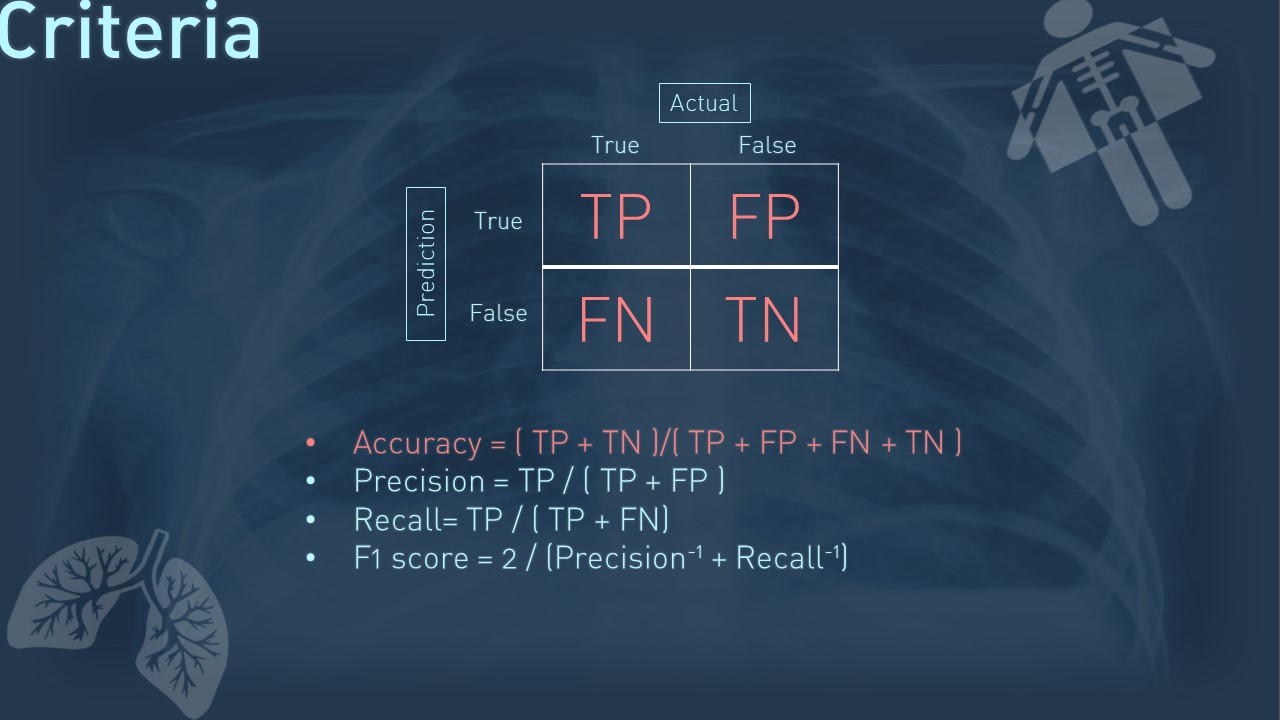 Criteria
Actual
True False
Prediction
True TP FP
False FN TN
• Accuracy = ( TP + TN )/( TP + FP + FN + TN )
• Precision = TP / ( TP + FP )
• Recall= TP / ( TP + FN)
• F1 score = 2 / (Precision⁻¹ + Recall⁻¹)